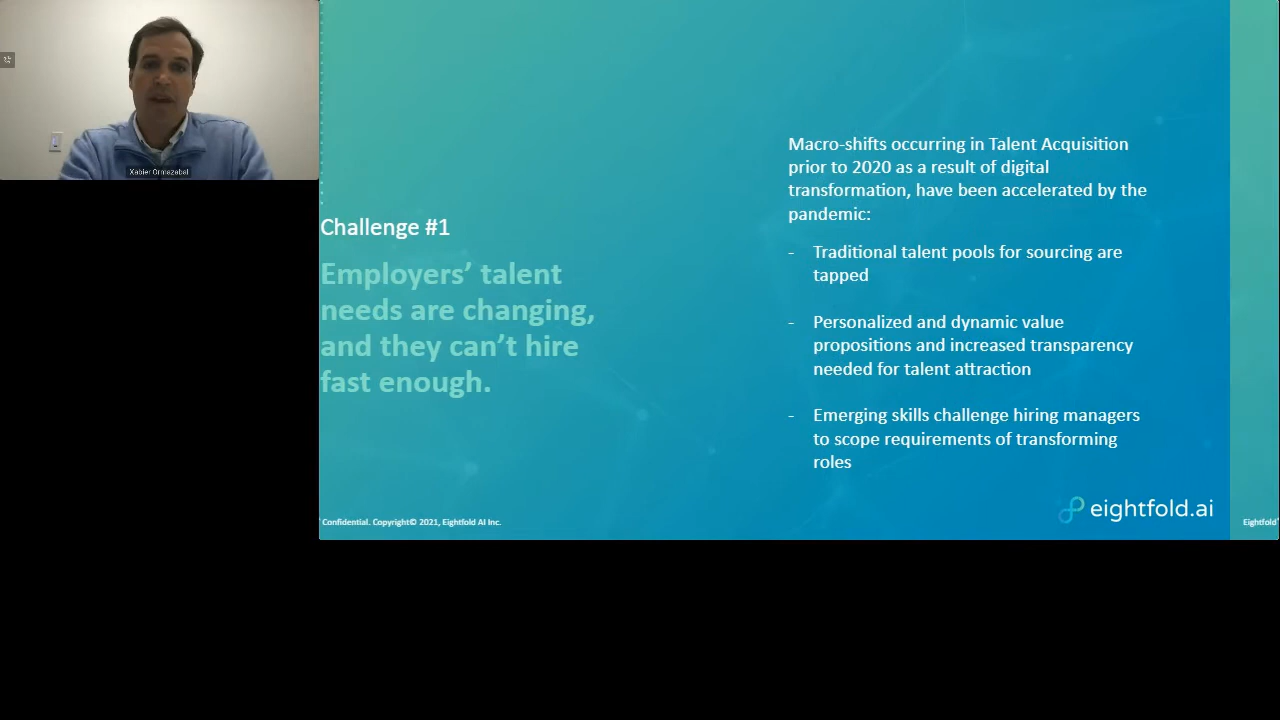 Xabier Ormazabal
Challenge #1
Employers’ talent
needs are changing,
and they can’t hire
fast enough.
Macro-shifts occurring in Talent Acquisition
prior to 2020 as a result of digital
transformation, have been accelerated by the
pandemic:
- Traditional talent pools for sourcing are
tapped
- Personalized and dynamic value
propositions and increased transparency
needed for talent attraction
- Emerging skills challenge hiring managers
to scope requirements of transforming
roles
eightfold.ai
Confidential. Copyright© 2021, Eightfold AI Inc.
Eightfold